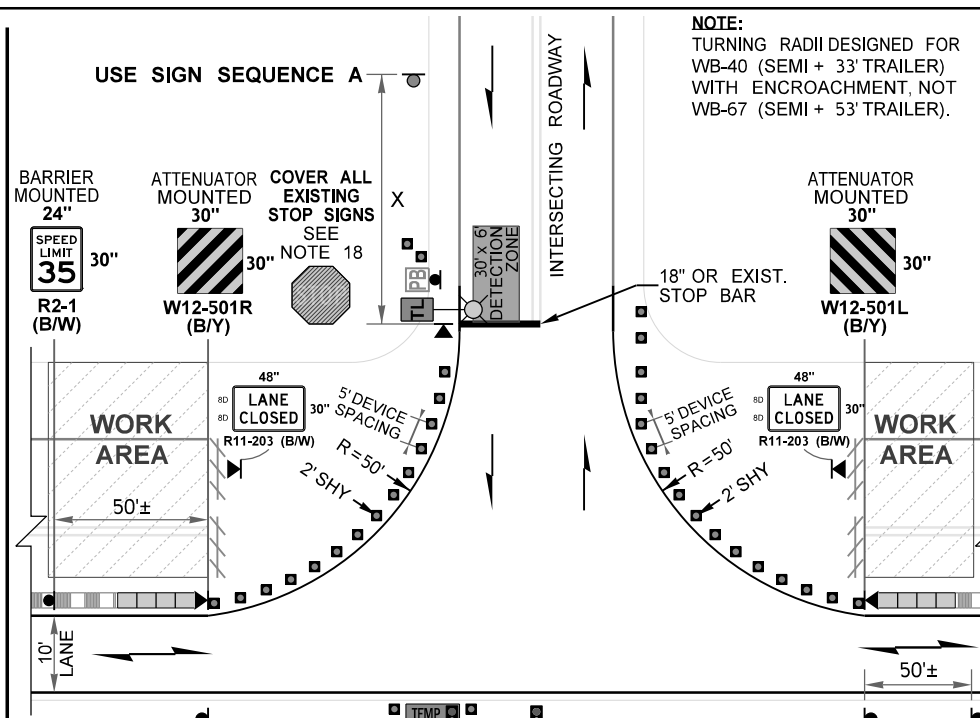 NOTE:
TURNING RADII DESIGNED FOR
WB-40 (SEMI + 33' TRAILER)
WITH ENCROACHMENT, NOT
WB-67 (SEMI + 53' TRAILER).
USE SIGN SEQUENCE A
X
INTERSECTING ROADWAY
BARRIER
MOUNTED
24"
SPEED
LIMIT
35
30"
R2-1
(B/W)
ATTENUATOR
MOUNTED
30"
30"
W12-501R
(B/Y)
COVER ALL
EXISTING
STOP SIGNS
SEE
NOTE 18
STOP
PB
TL
30' x 6'
DETECTION
ZONE
18" OR EXIST.
STOP BAR
ATTENUATOR
MOUNTED
30"
30"
W12-501L
(B/Y)
WORK
AREA
48"
8D
8D
LANE
CLOSED
30"
R11-203 (B/W)
5' DEVICE
SPACING
R = 50'
2' SHY
50'±
5' DEVICE
SPACING
R = 50'
2' SHY
48"
8D
8D
LANE
CLOSED
30"
R11-203 (B/W)
WORK
AREA
10'
LANE
50'±
TEMP